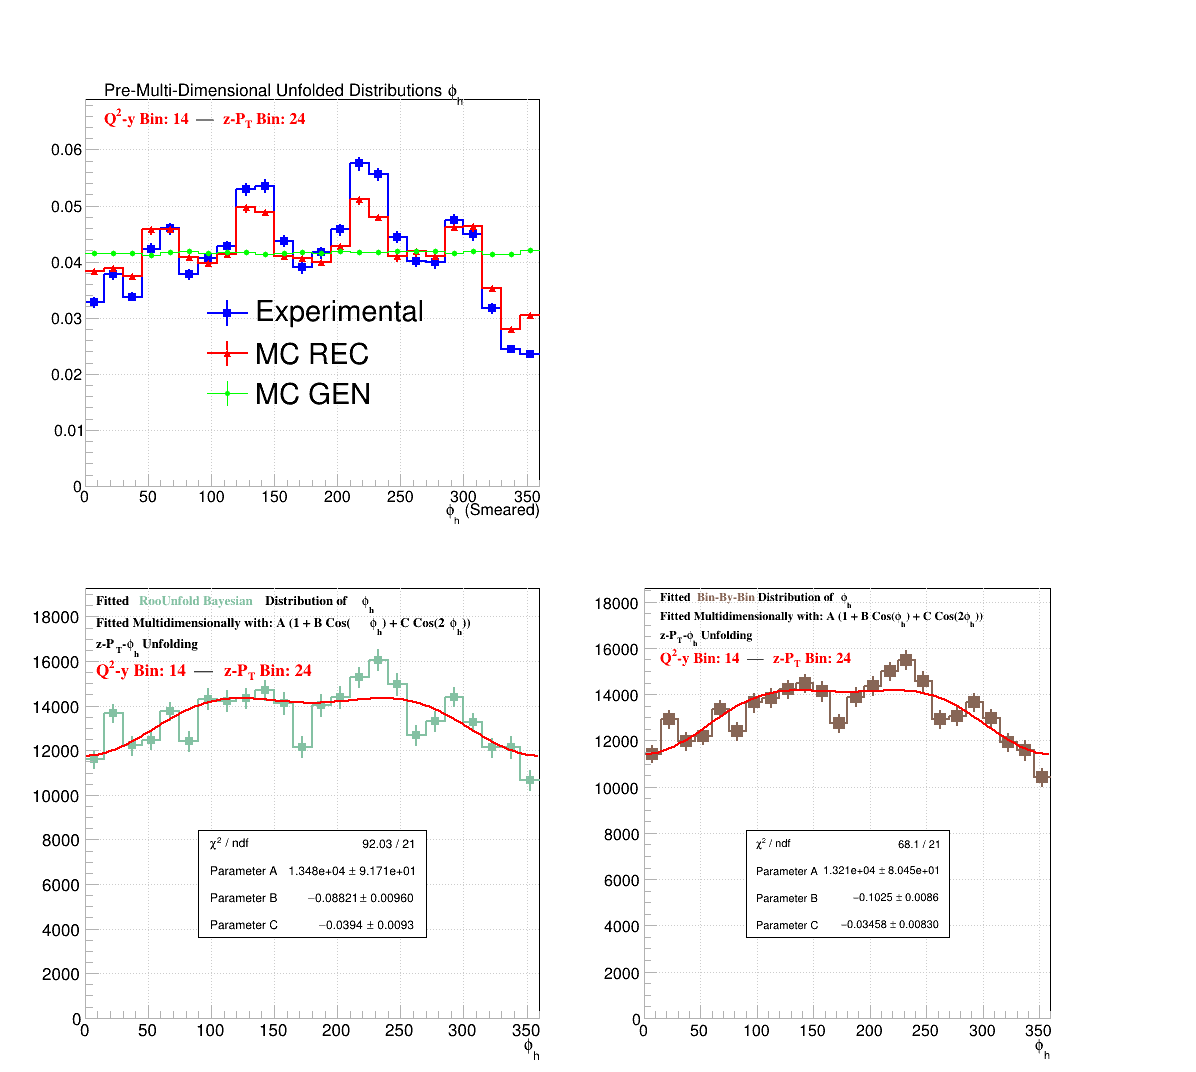 Pre-Multi-Dimensional Unfolded Distributions ϕh
Q2-y Bin: 14 — z-PT Bin: 24
0.06
0.05
0.04
0.03
0.02
0.01
0
Experimental
MC REC
MC GEN
0 50 100 150 200 250 300 350
ϕh (Smeared)
Fitted RooUnfold Bayesian Distribution of ϕh
Fitted Multidimensionally with: A (1 + B Cos( ϕh) + C Cos(2 ϕh))
z-PT-ϕh Unfolding
Q2-y Bin: 14 — z-PT Bin: 24
18000
16000
14000
12000
10000
8000
6000
4000
2000
0
χ2 / ndf 92.03 / 21
Parameter A 1.348e+04 ± 9.171e+01
Parameter B −0.08821 ± 0.00960
Parameter C −0.0394 ± 0.0093
0 50 100 150 200 250 300 350
ϕh
Fitted Bin-By-Bin Distribution of ϕh
Fitted Multidimensionally with: A (1 + B Cos(ϕh) + C Cos(2ϕh))
z-PT-ϕh Unfolding
Q2-y Bin: 14 — z-PT Bin: 24
18000
16000
14000
12000
10000
8000
6000
4000
2000
0
χ2 / ndf 68.1 / 21
Parameter A 1.321e+04 ± 8.045e+01
Parameter B −0.1025 ± 0.0086
Parameter C −0.03458 ± 0.00830
0 50 100 150 200 250 300 350
ϕh